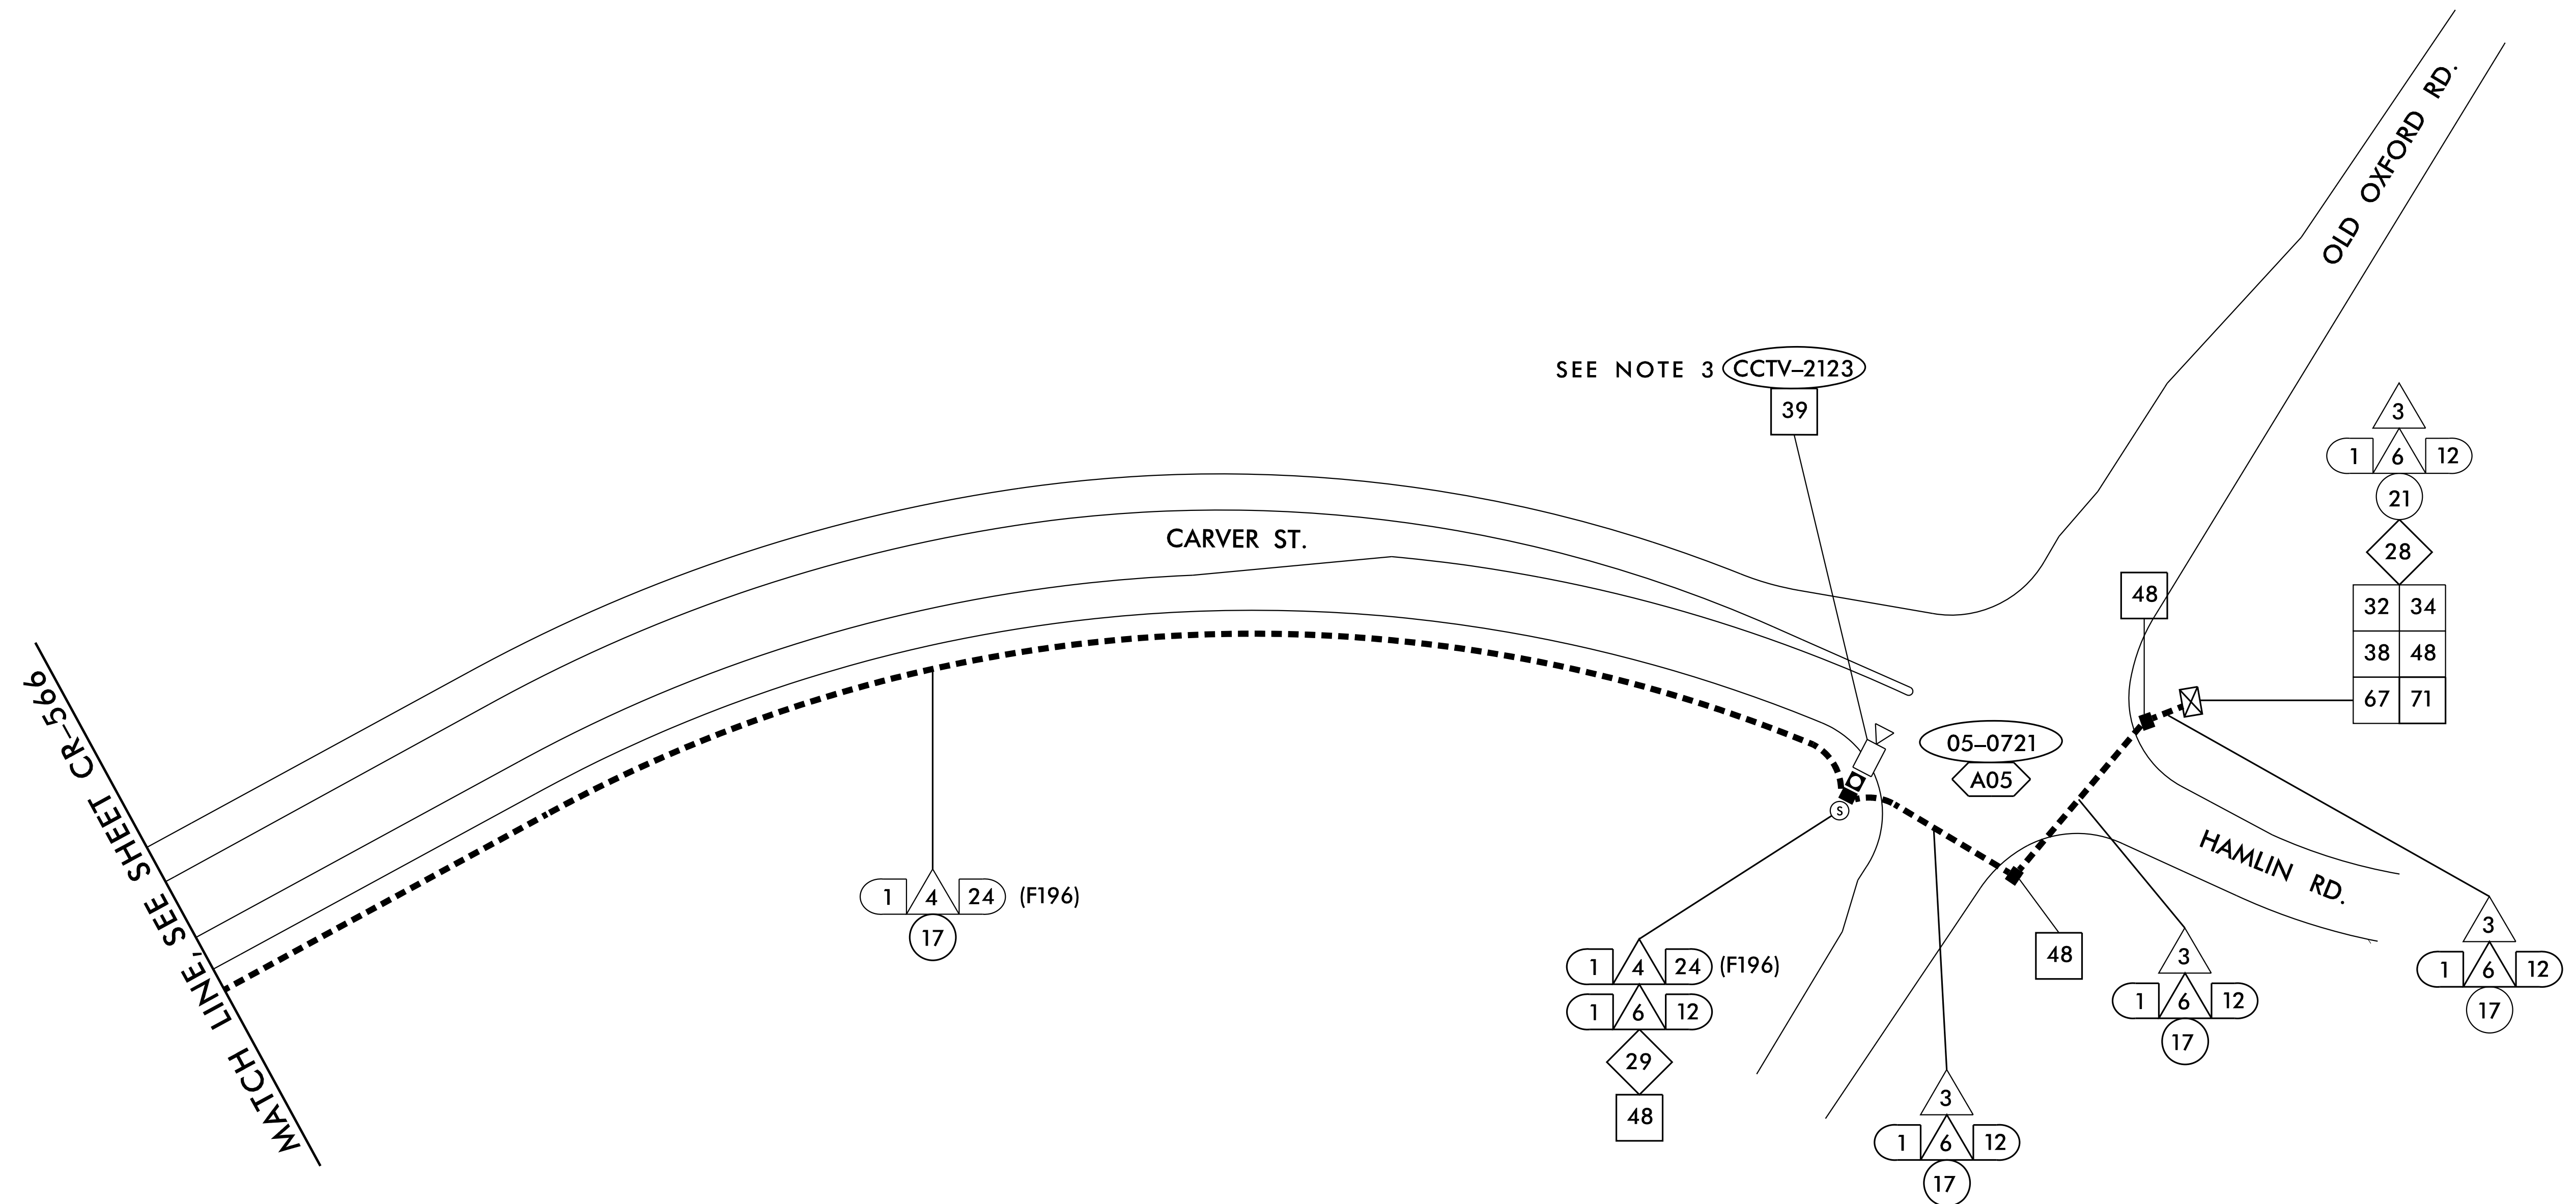 OLD OXFORD RD.
SEE NOTE 3 CCTV–2123
39
3
1 6 12
21
28
32 34
38 48
67 71
CARVER ST.
48
MATCH LINE, SEE SHEET CR–5666
05–0721
A05
S
HAMLIN RD.
1 4 24 (F196)
17
1 4 24 (F196)
1 6 12
29
48
48
3
1 6 12
17
3
1 6 12
17
3
1 6 12
17